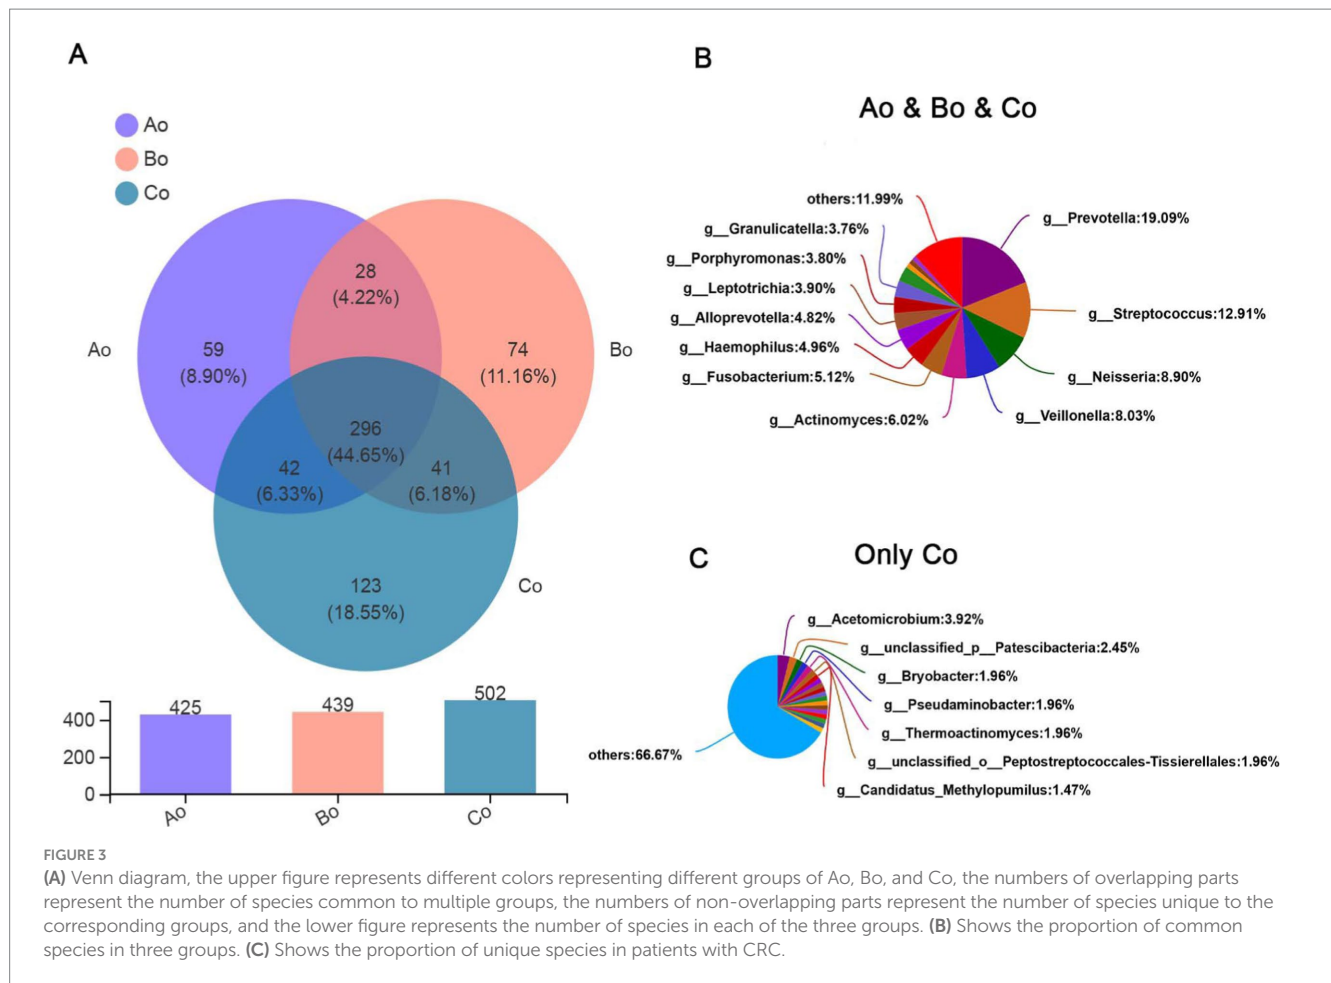 A
Ao
Bo
Co
28
(4.22%)
Ao
59
(8.90%)
74
(11.16%)
Bo
296
(44.65%)
42
(6.33%)
41
(6.18%)
123
(18.55%)
Co
400
200
0
425
439
502
Ao
Bo
Co
B
Ao & Bo & Co
others:11.99%
g__Granulicatella:3.76%
g__Porphyromonas:3.80%
g__Leptotrichia:3.90%
g__Alloprevotella:4.82%
g__Haemophilus:4.96%
g__Fusobacterium:5.12%
g__Actinomyces:6.02%
g__Prevotella:19.09%
g__Streptococcus:12.91%
g__Neisseria:8.90%
g__Veillonella:8.03%
C
Only Co
g__Acetomicrobium:3.92%
g__unclassified_p__Patescibacteria:2.45%
g__Bryobacter:1.96%
g__Pseudaminobacter:1.96%
g__Thermoactinomyces:1.96%
g__unclassified_o__Peptostreptococcales-Tissierellales:1.96%
g__Candidatus_Methylopumilus:1.47%
others:66.67%
FIGURE 3
(A) Venn diagram, the upper figure represents different colors representing different groups of Ao, Bo, and Co, the numbers of overlapping parts
represent the number of species common to multiple groups, the numbers of non-overlapping parts represent the number of species unique to the
corresponding groups, and the lower figure represents the number of species in each of the three groups. (B) Shows the proportion of common
species in three groups. (C) Shows the proportion of unique species in patients with CRC.